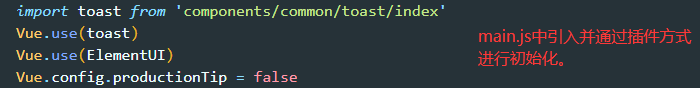 import toast from 'components/common/toast/index'
Vue.use(toast)
Vue.use(ElementUI)
Vue.config.productionTip = false
main.js中引入并通过插件方式
进行初始化。